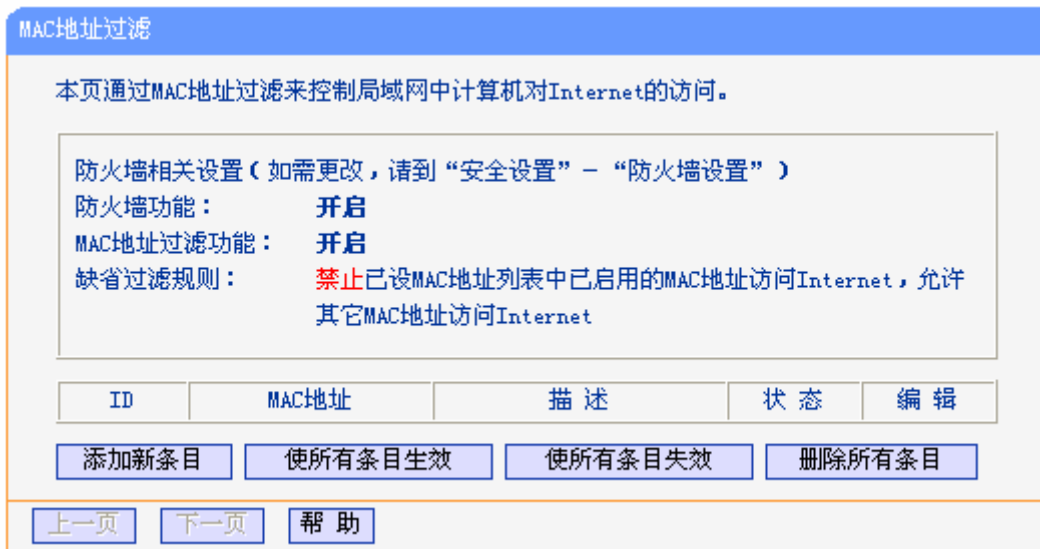 MAC地址过滤
本页通过MAC地址过滤来控制局域网中计算机对Internet的访问。
防火墙相关设置(如需更改,请到“安全设置”-“防火墙设置”)
防火墙功能: 开启
MAC地址过滤功能: 开启
缺省过滤规则: 禁止已设MAC地址列表中已启用的MAC地址访问Internet,允许
其它MAC地址访问Internet
ID MAC地址 描 述 状 态 编 辑
添加新条目 使所有条目生效 使所有条目失效 删除所有条目
上一页 下一页 帮 助